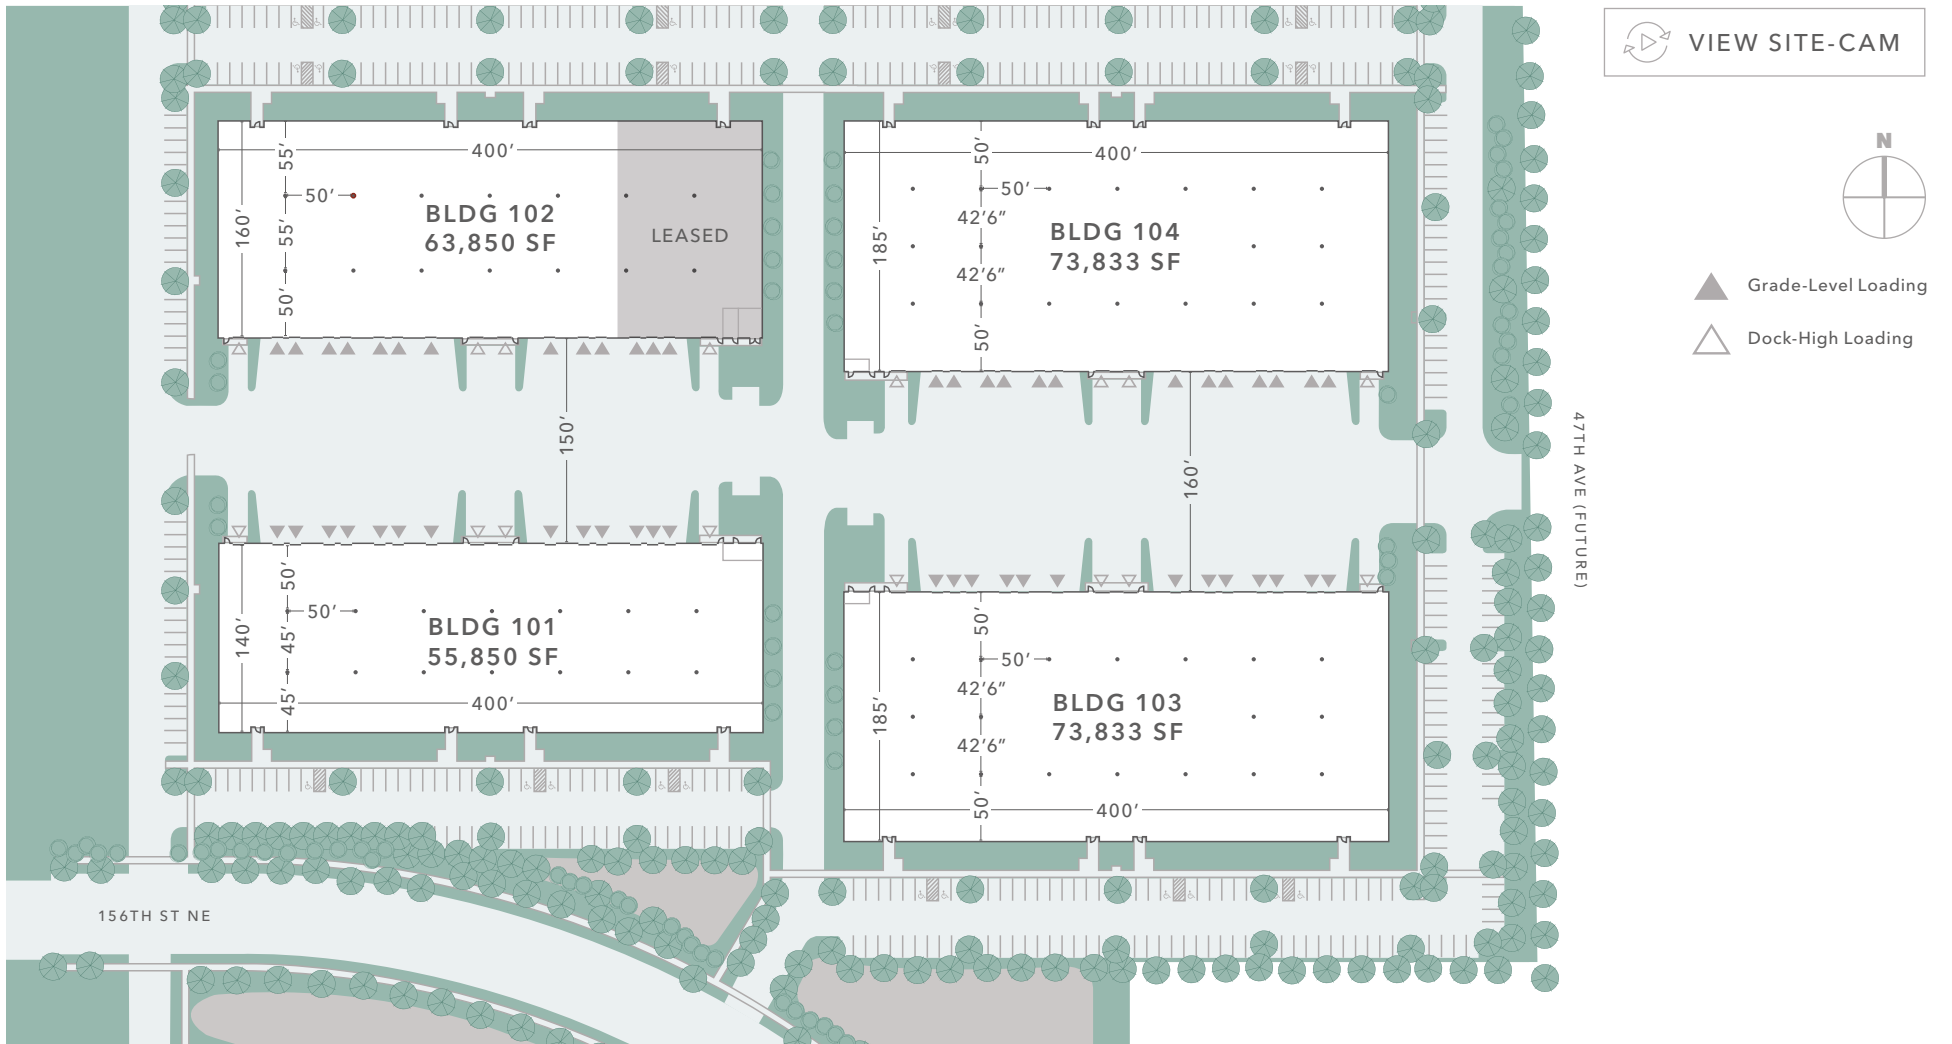 VIEW SITE-CAM
N
Grade-Level Loading
Dock-High Loading
47TH AVE (FUTURE)
400’
55’
50’
160’
55’
50’
BLDG 102
63,850 SF
LEASED
150’
400’
50’
50’
185’
42’6”
42’6”
50’
BLDG 104
73,833 SF
160’
50’
50’
140’
45’
45’
BLDG 101
55,850 SF
400’
50’
50’
185’
42’6”
42’6”
50’
BLDG 103
73,833 SF
400’
156TH ST NE